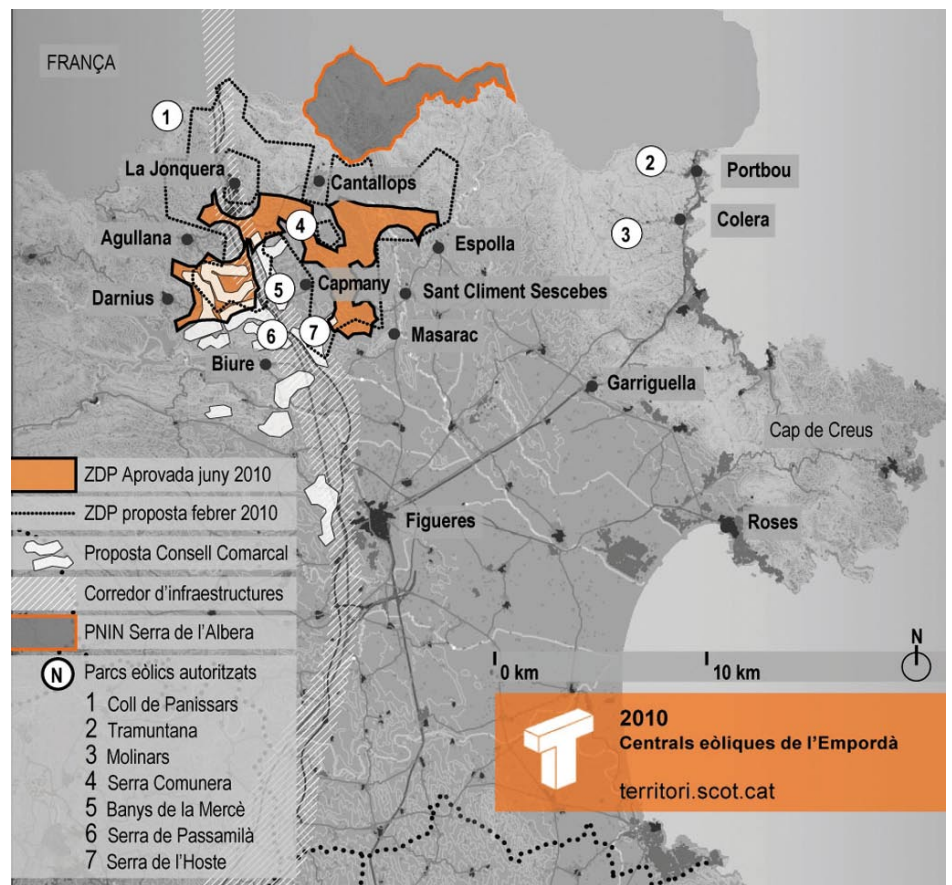 FRANÇA
1
La Jonquera
Cantallops
2
Portbou
Colera
3
4
Agullana
Espolla
5
Capmany
Darnius
Sant Climent Sescebes
6
7
Masarac
Biure
Garriguella
Cap de Creus
ZDP Aprovada juny 2010
ZDP proposta febrer 2010
Figueres
Roses
Proposta Consell Comarcal
Corredor d'infraestructures
PNIN Serra de l'Albera
N
0 km
10 km
N Parcs eòlics autoritzats
1 Coll de Panissars
2 Tramuntana
3 Molinars
4 Serra Comunera
5 Banys de la Mercè
6 Serra de Passamilà
7 Serra de l'Hoste
2010
Centrals eòliques de l'Empordà
territori.scot.cat